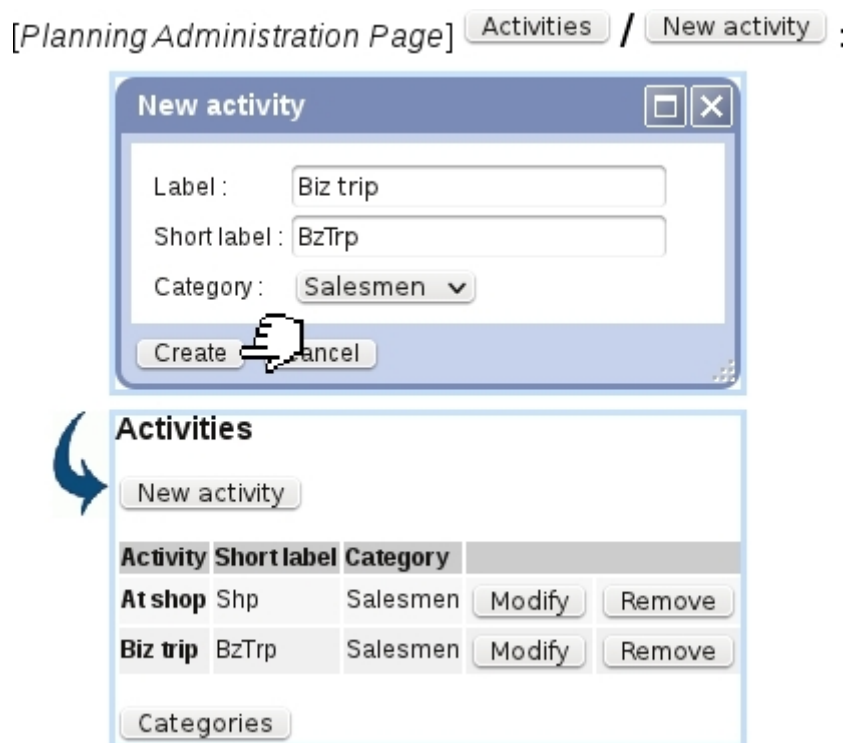 [Planning Administration Page] Activities / New activity :
New activity
Label : Biz trip
Short label : BzTrp
Category : Salesmen
Create Cancel
Activities
New activity
Activity Short label Category
At shop Shp Salesmen Modify Remove
Biz trip BzTrp Salesmen Modify Remove
Categories